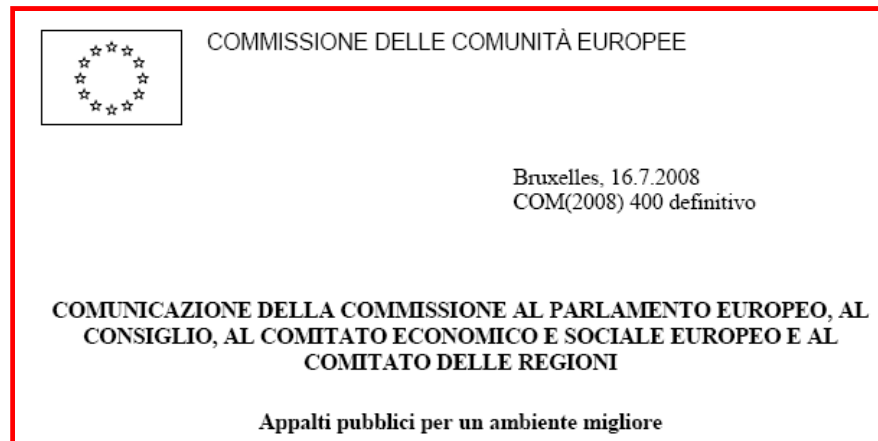 COMMISSIONE DELLE COMUNITÀ EUROPEE
Bruxelles, 16.7.2008
COM(2008) 400 definitivo
COMUNICAZIONE DELLA COMMISSIONE AL PARLAMENTO EUROPEO, AL
CONSIGLIO, AL COMITATO ECONOMICO E SOCIALE EUROPEO E AL
COMITATO DELLE REGIONI
Appalti pubblici per un ambiente migliore